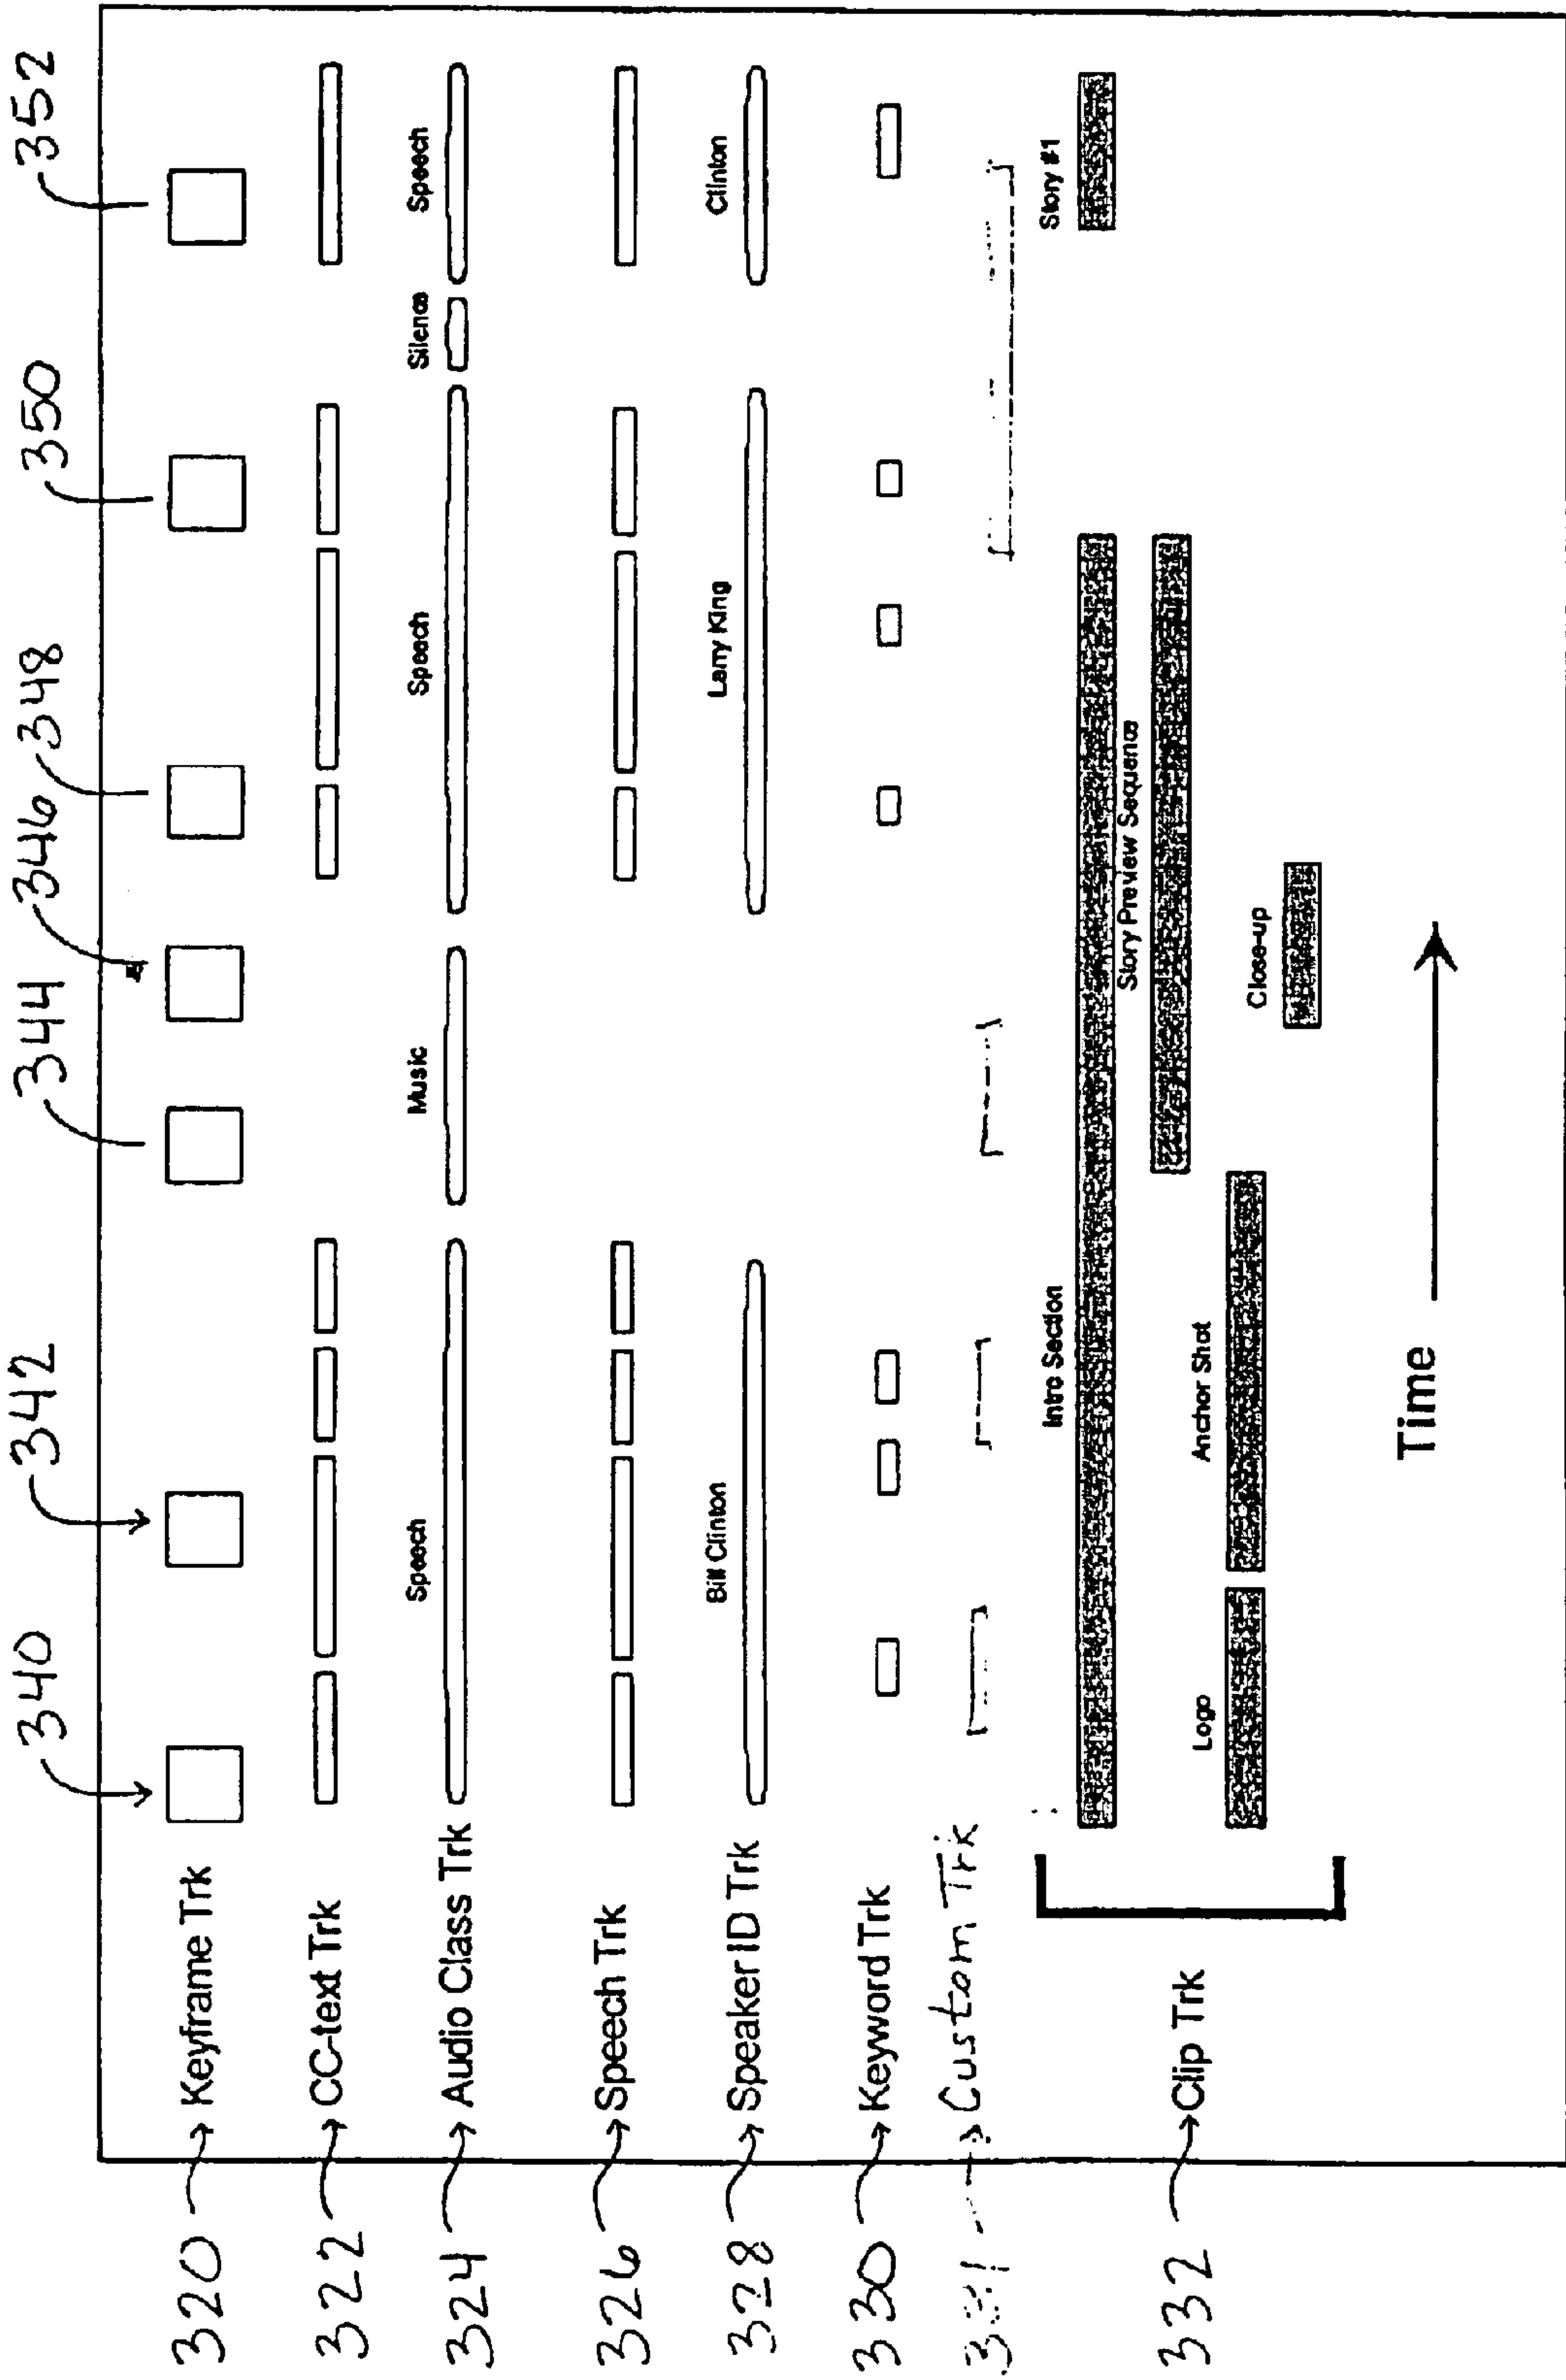 340 342 344 346 348 350 352
320 Keyframe Trk
322 CC-text Trk
Speech Music Speech Silence Speech
324 Audio Class Trk
326 Speech Trk
Bill Clinton Larry King Clinton
328 Speaker ID Trk
330 Keyword Trk
Custom Trk
Intro Section Story #1
Story Preview Sequence
332 Clip Trk
Logo Anchor Shot
Close-up
Time